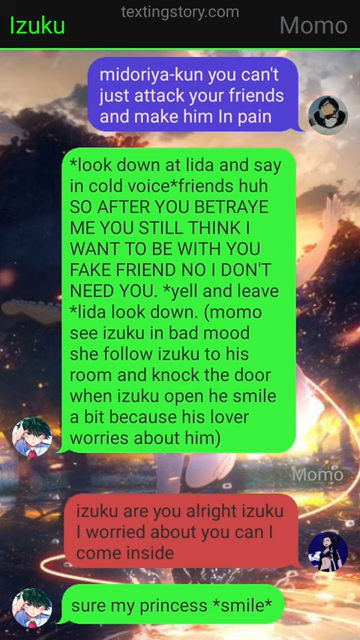 textingstory.com
Izuku
Momo
midoriya-kun you can't
just attack your friends
and make him In pain
*look down at lida and say
in cold voice*friends huh
SO AFTER YOU BETRAYE
ME YOU STILL THINK I
WANT TO BE WITH YOU
FAKE FRIEND NO I DON'T
NEED YOU. *yell and leave
*lida look down. (momo
see izuku in bad mood
she follow izuku to his
room and knock the door
when izuku open he smile
a bit because his lover
worries about him)
Momo
izuku are you alright izuku
I worried about you can I
come inside
sure my princess *smile*